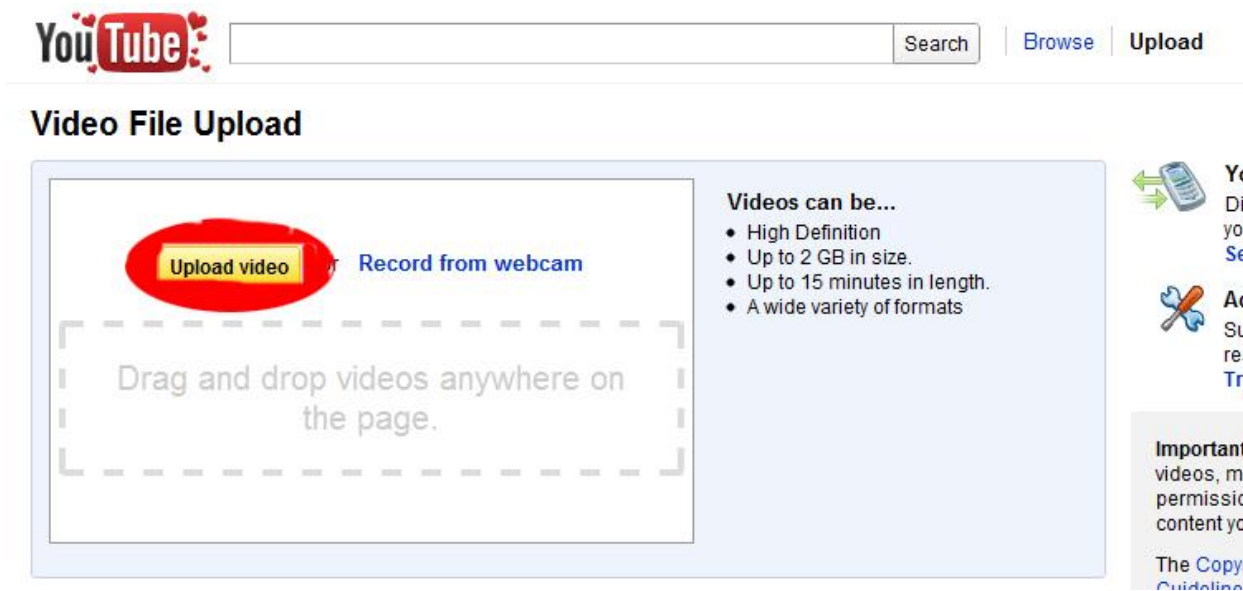 YouTube
Search
Browse
Upload
Video File Upload
Upload video
Record from webcam
Drag and drop videos anywhere on
the page.
Videos can be...
• High Definition
• Up to 2 GB in size.
• Up to 15 minutes in length.
• A wide variety of formats
Important
videos, m
permissio
content yo
The Copy